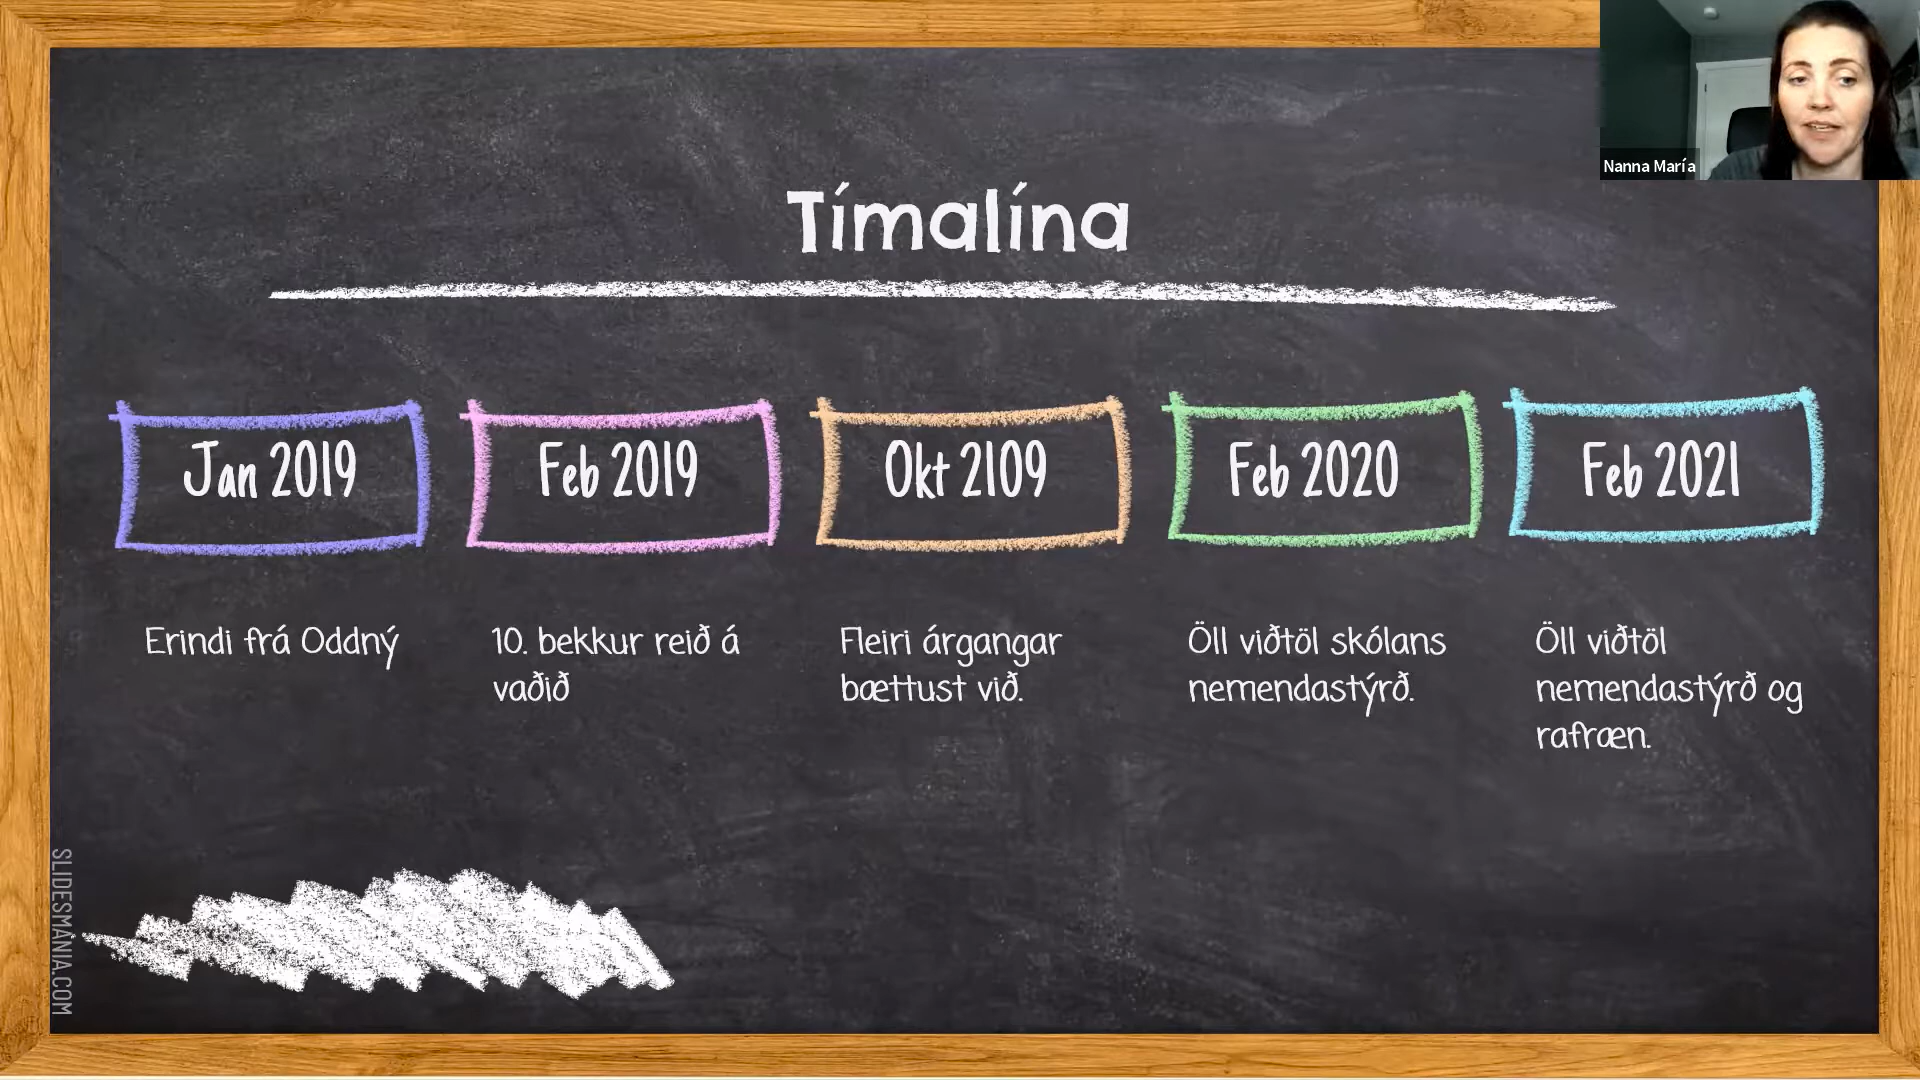 Nanna María
Tímalína
Jan 2019
Feb 2019
Okt 2109
Feb 2020
Feb 2021
Erindi frá Oddný
10. bekkur reið á
vaðið
Fleiri árgangar
bættust við.
Öll viðtöl skólans
nemendastýrð.
Öll viðtöl
nemendastýrð og
rafræn.
SLIDESMANIA.COM